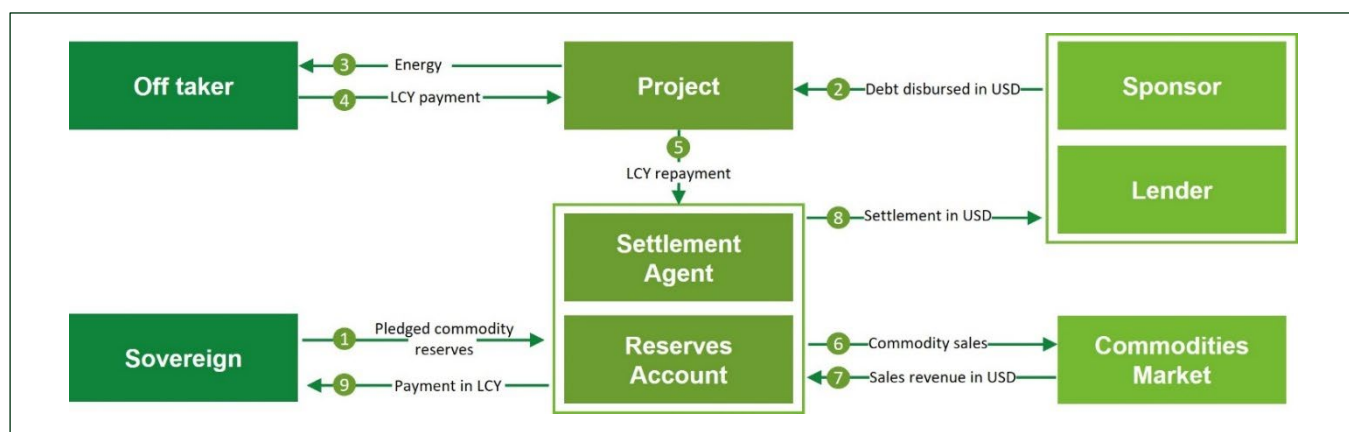 Off taker
3 Energy
4 LCY payment
Project
2 Debt disbursed in USD
Sponsor
Lender
5
LCY repayment
Settlement
Agent
8 Settlement in USD
Sovereign
1 Pledged commodity
reserves
9 Payment in LCY
Reserves
Account
6 Commodity sales
7 Sales revenue in USD
Commodities
Market